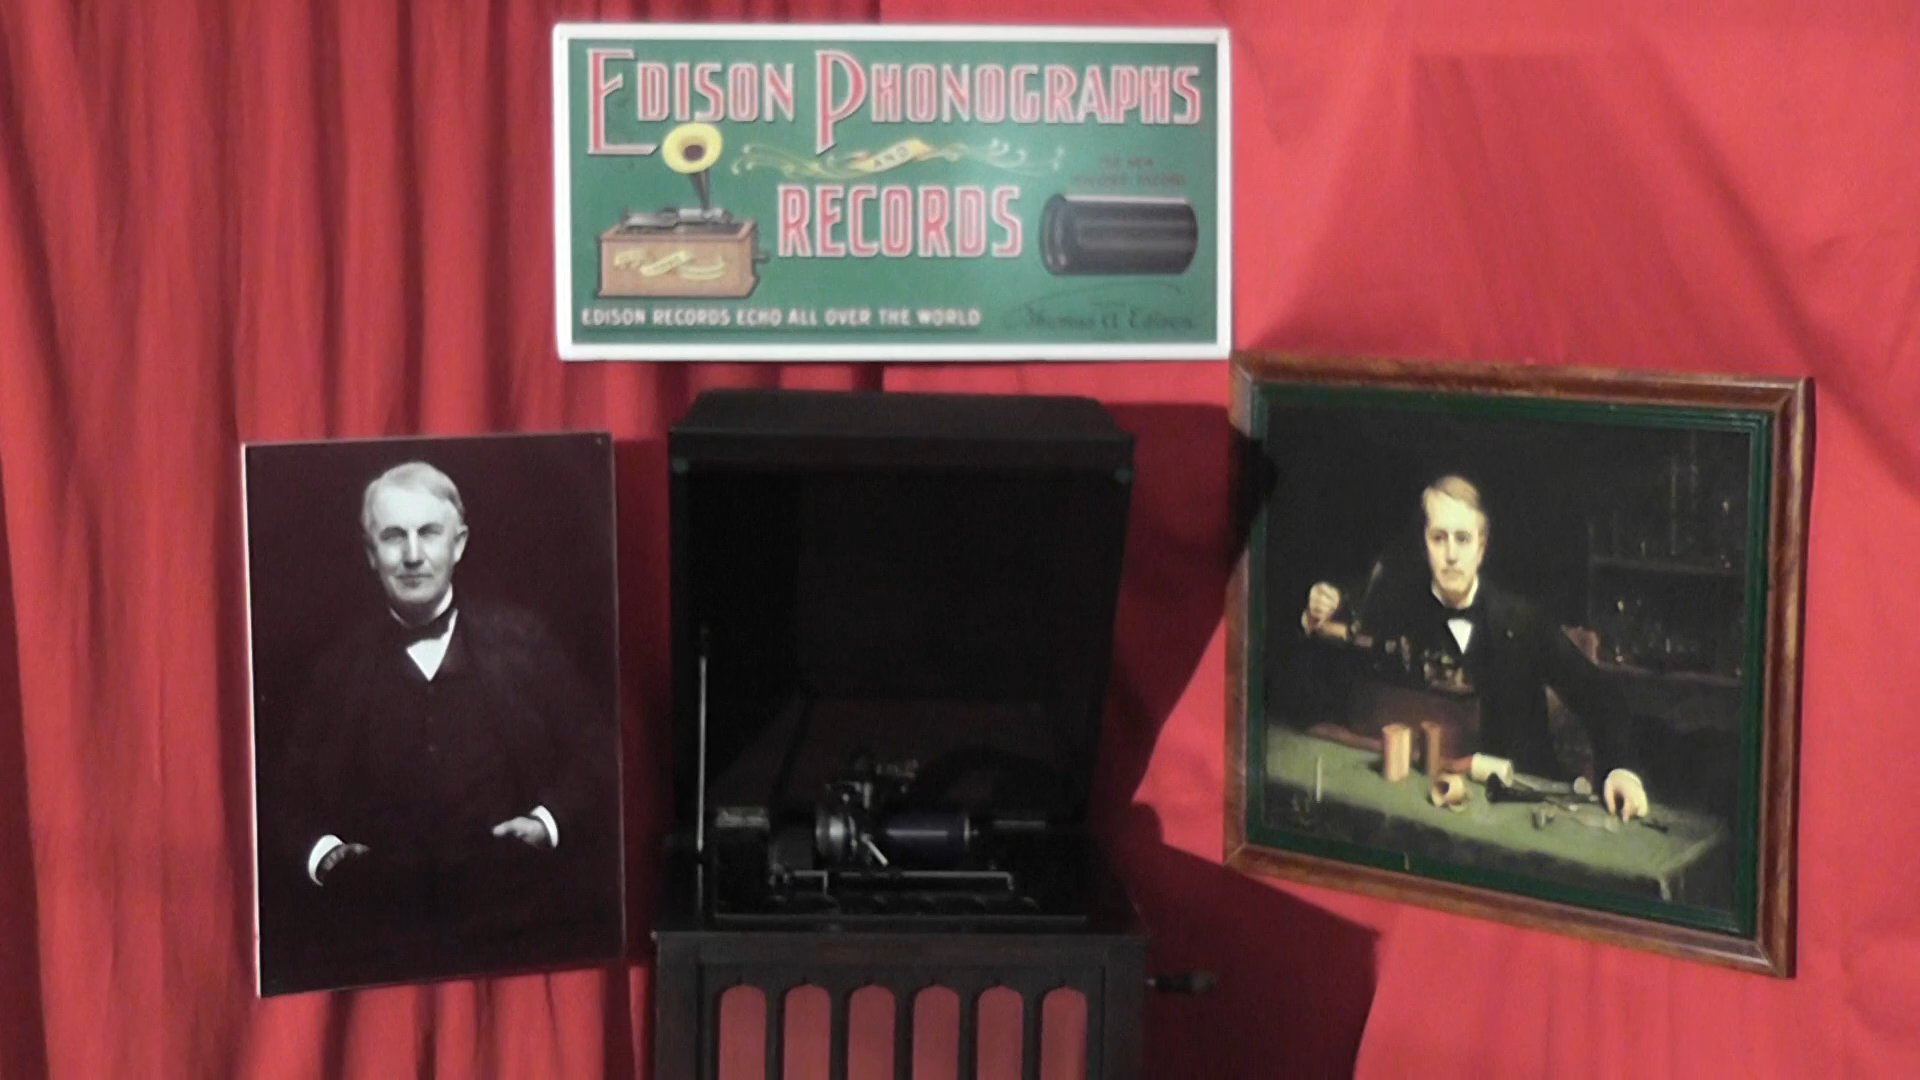 EDISON PHONOGRAPHS
AND
RECORDS
EDISON RECORDS ECHO ALL OVER THE WORLD
Thomas A Edison